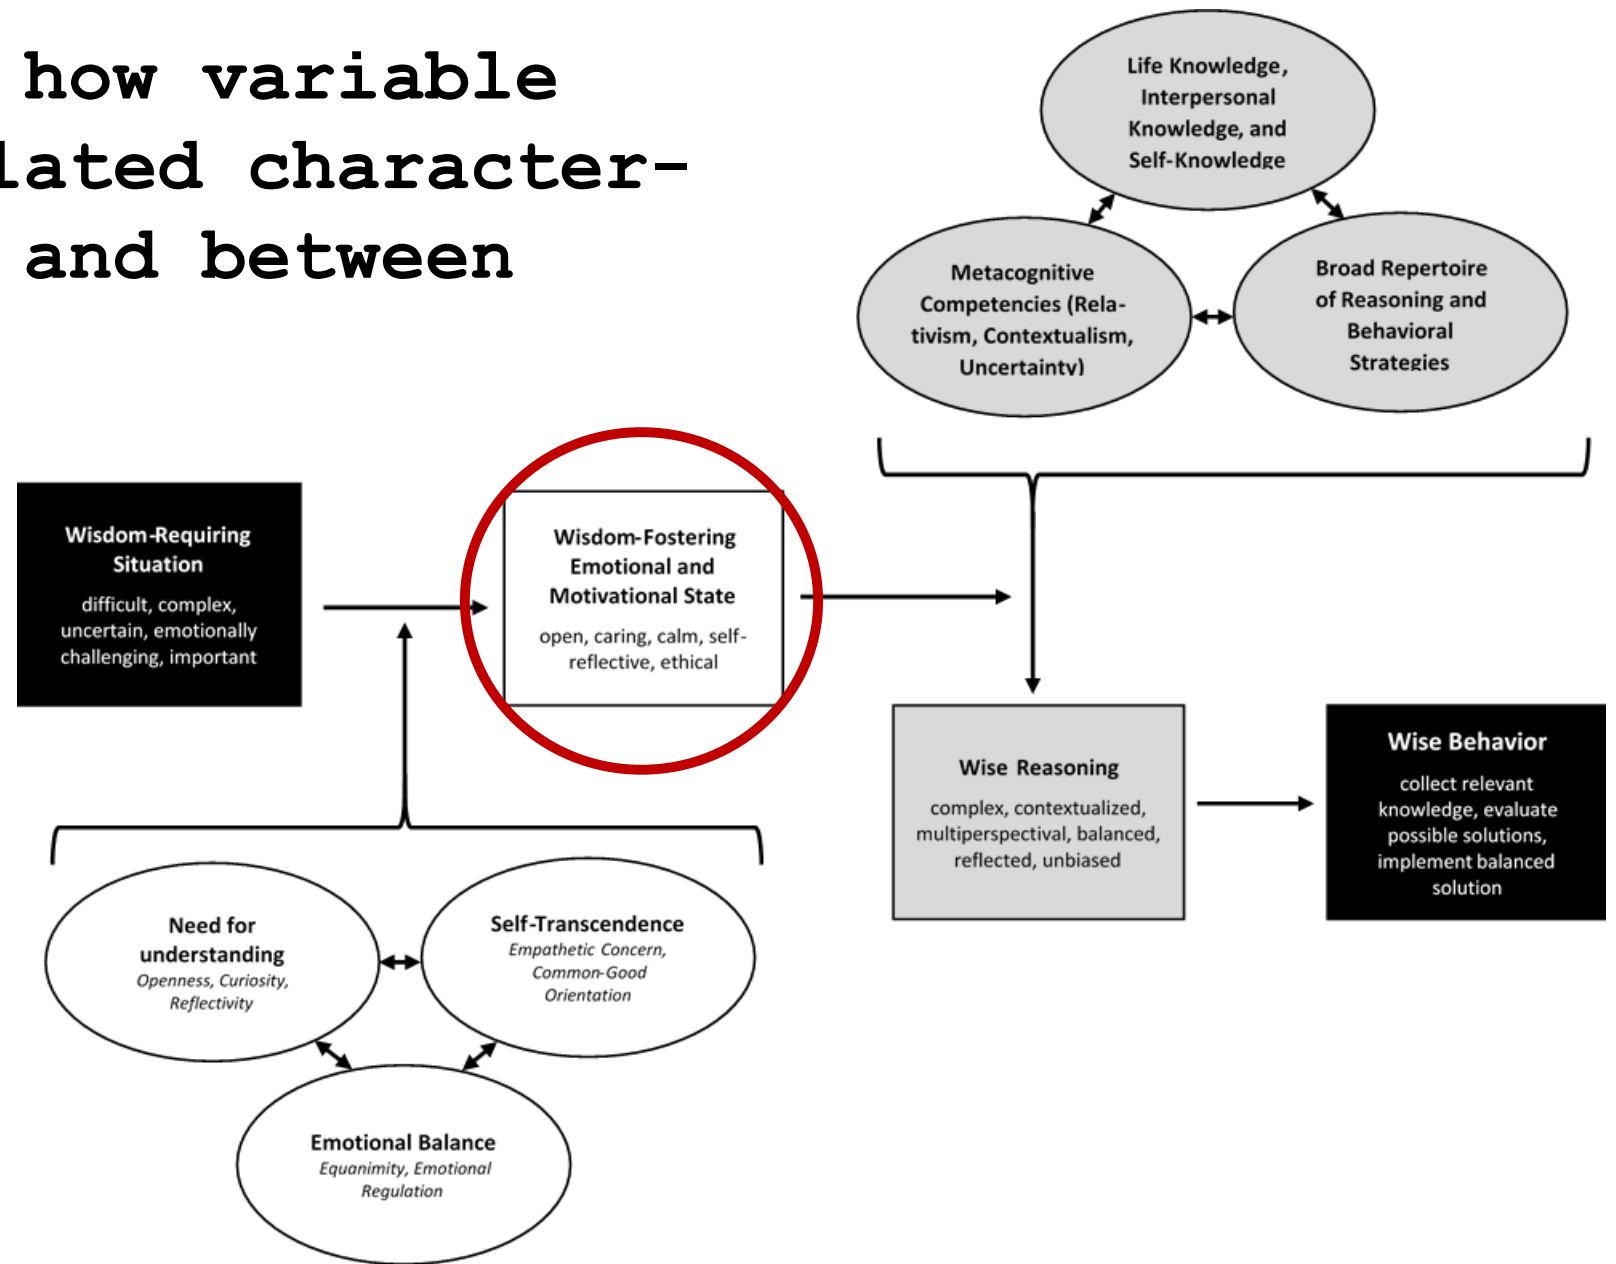 how variable
lated character-
and between
Life Knowledge,
Interpersonal
Knowledge, and
Self-Knowledge
Metacognitive
Competencies (Rela-
tivism, Contextualism,
Uncertainty)
Broad Repertoire
of Reasoning and
Behavioral
Strategies
Wisdom-Requiring
Situation
difficult, complex,
uncertain, emotionally
challenging, important
Wisdom-Fostering
Emotional and
Motivational State
open, caring, calm, self-
reflective, ethical
Wise Reasoning
complex, contextualized,
multiperspectival, balanced,
reflected, unbiased
Wise Behavior
collect relevant
knowledge, evaluate
possible solutions,
implement balanced
solution
Need for
understanding
Openness, Curiosity,
Reflectivity
Self-Transcendence
Empathetic Concern,
Common-Good
Orientation
Emotional Balance
Equanimity, Emotional
Regulation